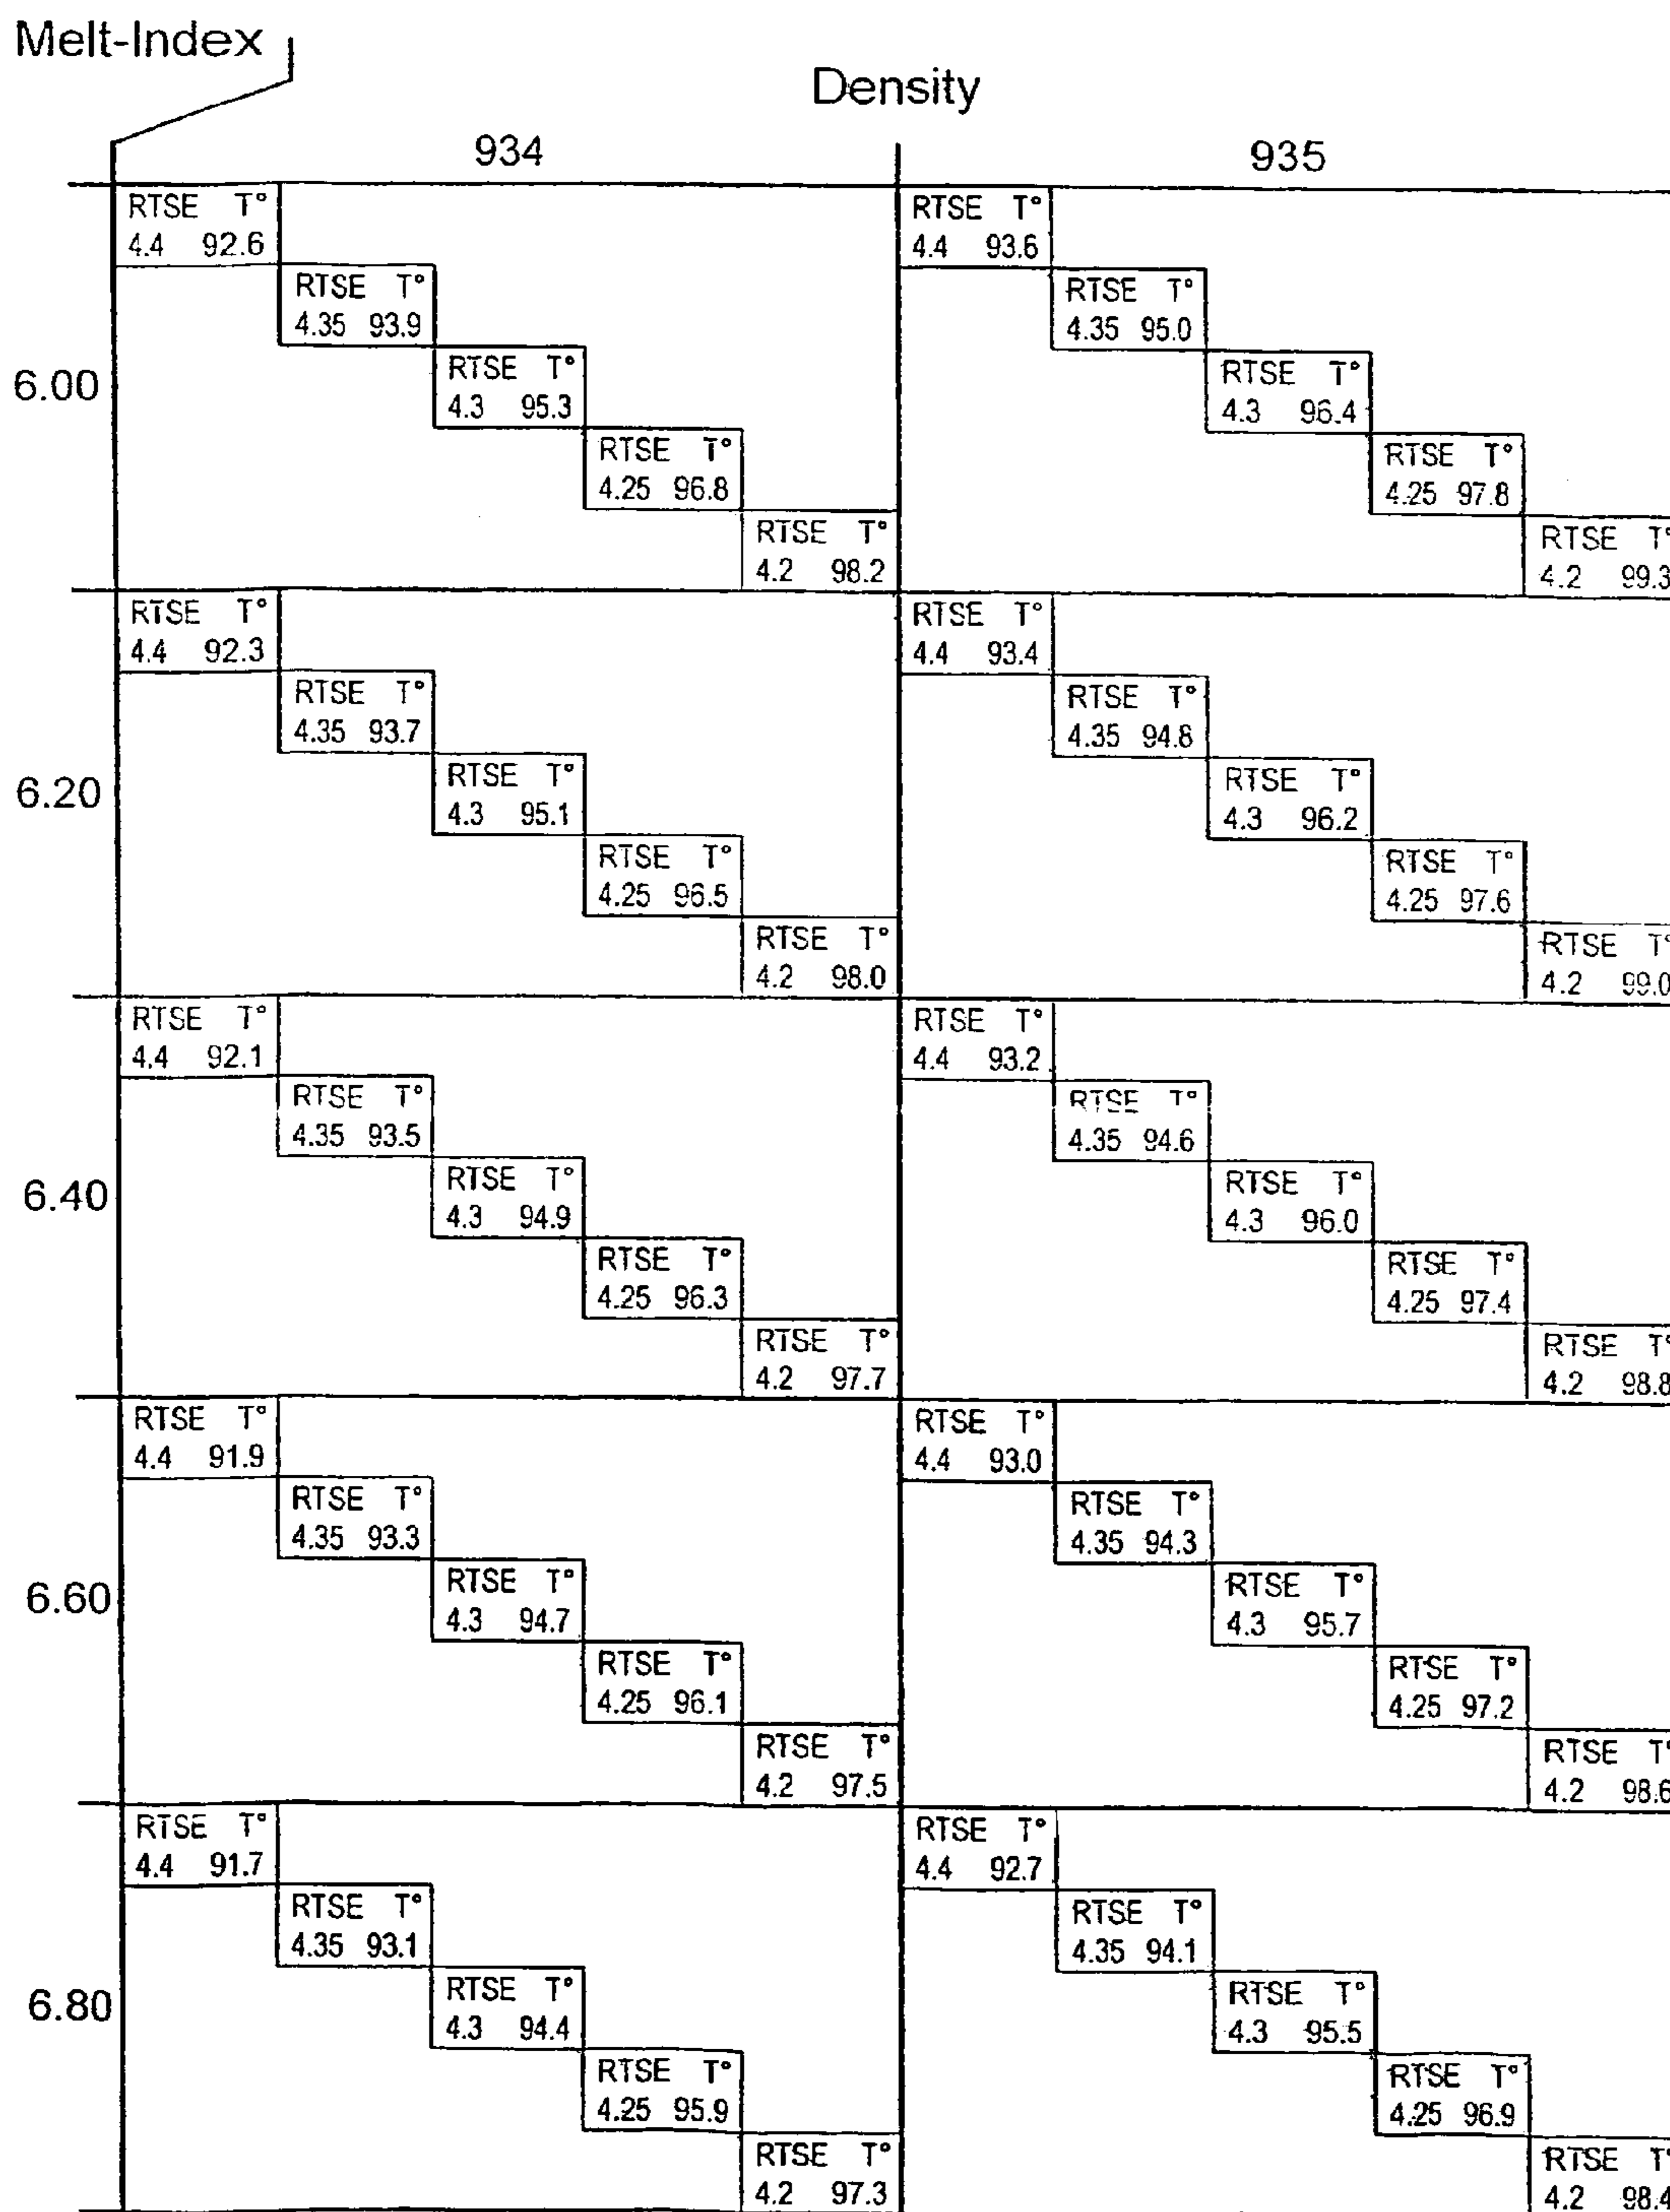 Melt-Index
Density
934 935
RTSE T° RTSE T°
4.4 92.6 4.4 93.6
RTSE T° RTSE T°
4.35 93.9 4.35 95.0
6.00
RTSE T° RTSE T°
4.3 95.3 4.3 96.4
RTSE T° RTSE T°
4.25 96.8 4.25 97.8
RTSE T° RTSE T°
4.2 98.2 4.2 99.3
RTSE T° RTSE T°
4.4 92.3 4.4 93.4
RTSE T° RTSE T°
4.35 93.7 4.35 94.8
6.20
RTSE T° RTSE T°
4.3 95.1 4.3 96.2
RTSE T° RTSE T°
4.25 96.5 4.25 97.6
RTSE T° RTSE T°
4.2 98.0 4.2 99.0
RTSE T° RTSE T°
4.4 92.1 4.4 93.2
RTSE T° RTSE T°
4.35 93.5 4.35 94.6
6.40
RTSE T° RTSE T°
4.3 94.9 4.3 96.0
RTSE T° RTSE T°
4.25 96.3 4.25 97.4
RTSE T° RTSE T°
4.2 97.7 4.2 98.8
RTSE T° RTSE T°
4.4 91.9 4.4 93.0
RTSE T° RTSE T°
4.35 93.3 4.35 94.3
6.60
RTSE T° RTSE T°
4.3 94.7 4.3 95.7
RTSE T° RTSE T°
4.25 96.1 4.25 97.2
RTSE T° RTSE T°
4.2 97.5 4.2 98.6
RTSE T° RTSE T°
4.4 91.7 4.4 92.7
RTSE T° RTSE T°
4.35 93.1 4.35 94.1
6.80
RTSE T° RTSE T°
4.3 94.4 4.3 95.5
RTSE T° RTSE T°
4.25 95.9 4.25 96.9
RTSE T° RTSE T°
4.2 97.3 4.2 98.4